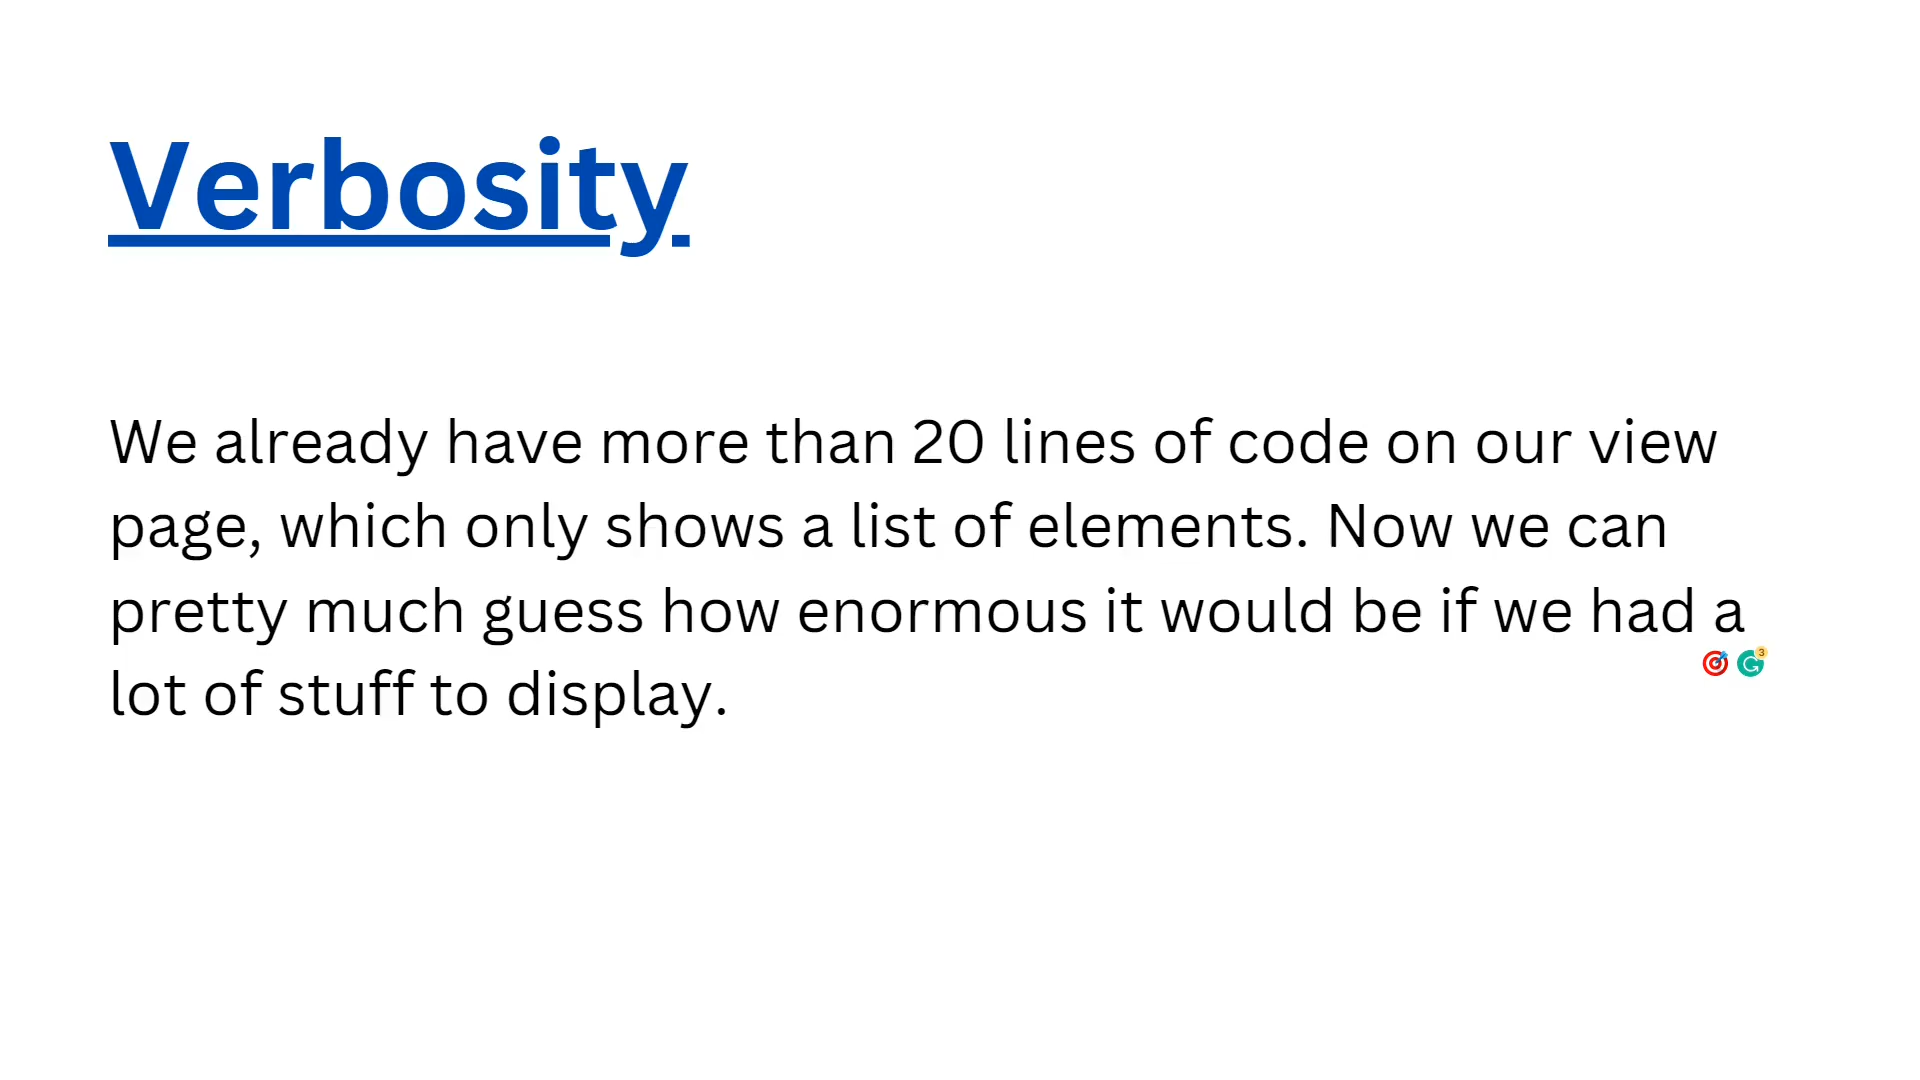 Verbosity
We already have more than 20 lines of code on our view
page, which only shows a list of elements. Now we can
pretty much guess how enormous it would be if we had a
3
lot of stuff to display.